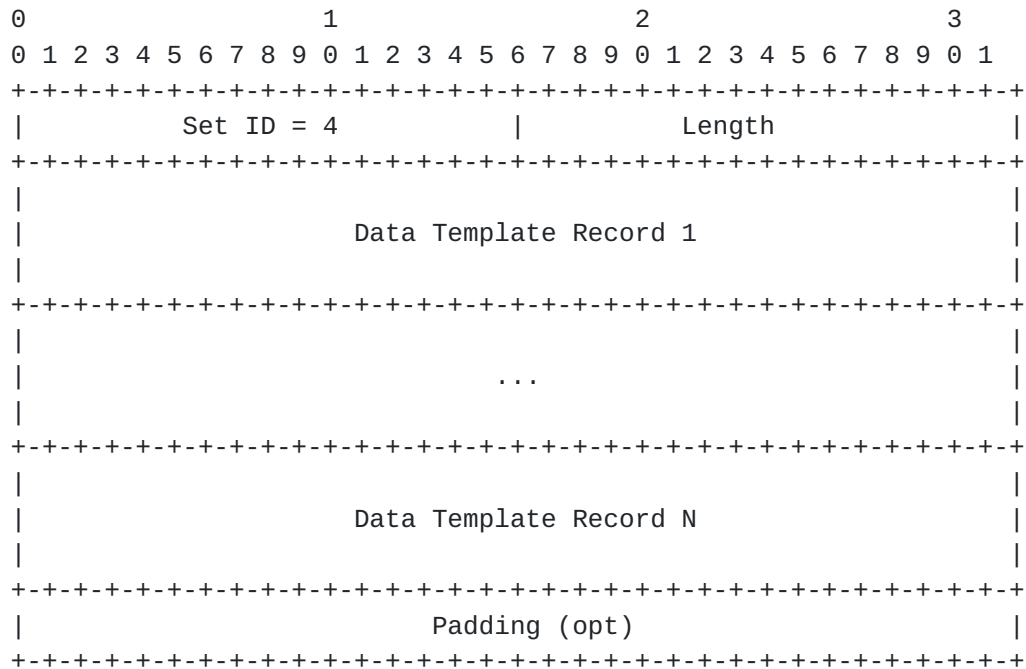 0                   1                   2                   3
0 1 2 3 4 5 6 7 8 9 0 1 2 3 4 5 6 7 8 9 0 1 2 3 4 5 6 7 8 9 0 1
+-+-+-+-+-+-+-+-+-+-+-+-+-+-+-+-+-+-+-+-+-+-+-+-+-+-+-+-+-+-+-+-+
|          Set ID = 4           |          Length               |
+-+-+-+-+-+-+-+-+-+-+-+-+-+-+-+-+-+-+-+-+-+-+-+-+-+-+-+-+-+-+-+-+
|                                                               |
|                     Data Template Record 1                    |
|                                                               |
+-+-+-+-+-+-+-+-+-+-+-+-+-+-+-+-+-+-+-+-+-+-+-+-+-+-+-+-+-+-+-+-+
|                                                               |
|                              ...                              |
|                                                               |
+-+-+-+-+-+-+-+-+-+-+-+-+-+-+-+-+-+-+-+-+-+-+-+-+-+-+-+-+-+-+-+-+
|                                                               |
|                     Data Template Record N                    |
|                                                               |
+-+-+-+-+-+-+-+-+-+-+-+-+-+-+-+-+-+-+-+-+-+-+-+-+-+-+-+-+-+-+-+-+
|                          Padding (opt)                        |
+-+-+-+-+-+-+-+-+-+-+-+-+-+-+-+-+-+-+-+-+-+-+-+-+-+-+-+-+-+-+-+-+